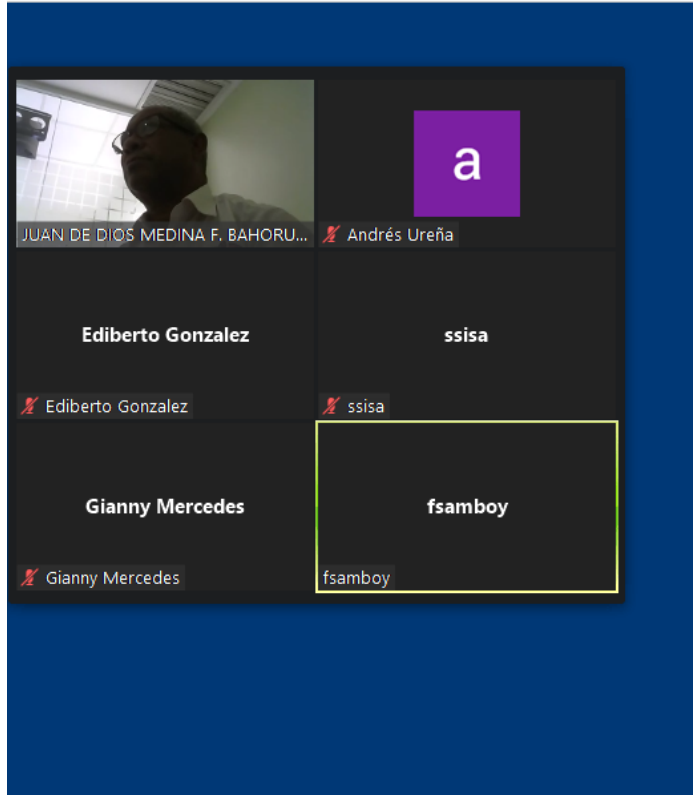 JUAN DE DIOS MEDINA F. BAHORU...
a
Andrés Ureña
Ediberto Gonzalez
Ediberto Gonzalez
ssisa
ssisa
Gianny Mercedes
Gianny Mercedes
fsamboy
fsamboy